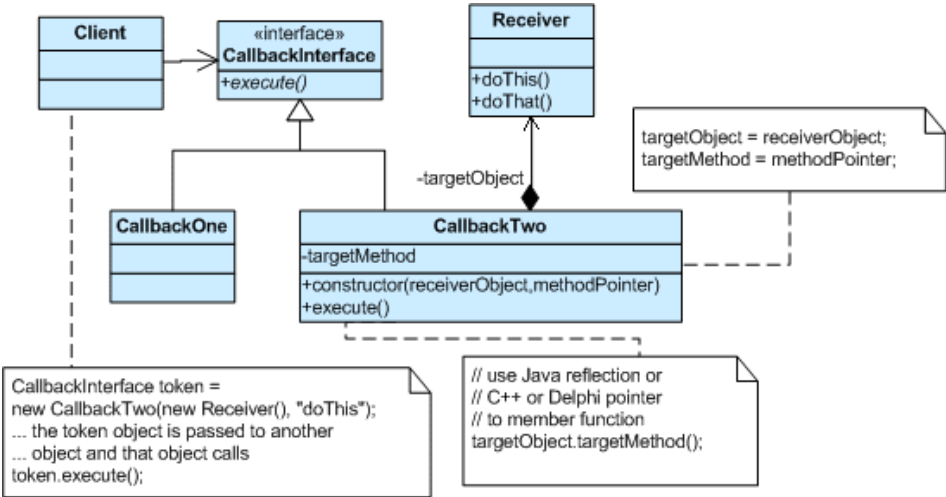 Client
«interface»
CallbackInterface
+execute()
Receiver
+doThis()
+doThat()
targetObject = receiverObject;
targetMethod = methodPointer;
-targetObject
CallbackOne
CallbackTwo
-targetMethod
+constructor(receiverObject,methodPointer)
+execute()
CallbackInterface token =
new CallbackTwo(new Receiver(), "doThis");
... the token object is passed to another
... object and that object calls
token.execute();
// use Java reflection or
// C++ or Delphi pointer
// to member function
targetObject.targetMethod();